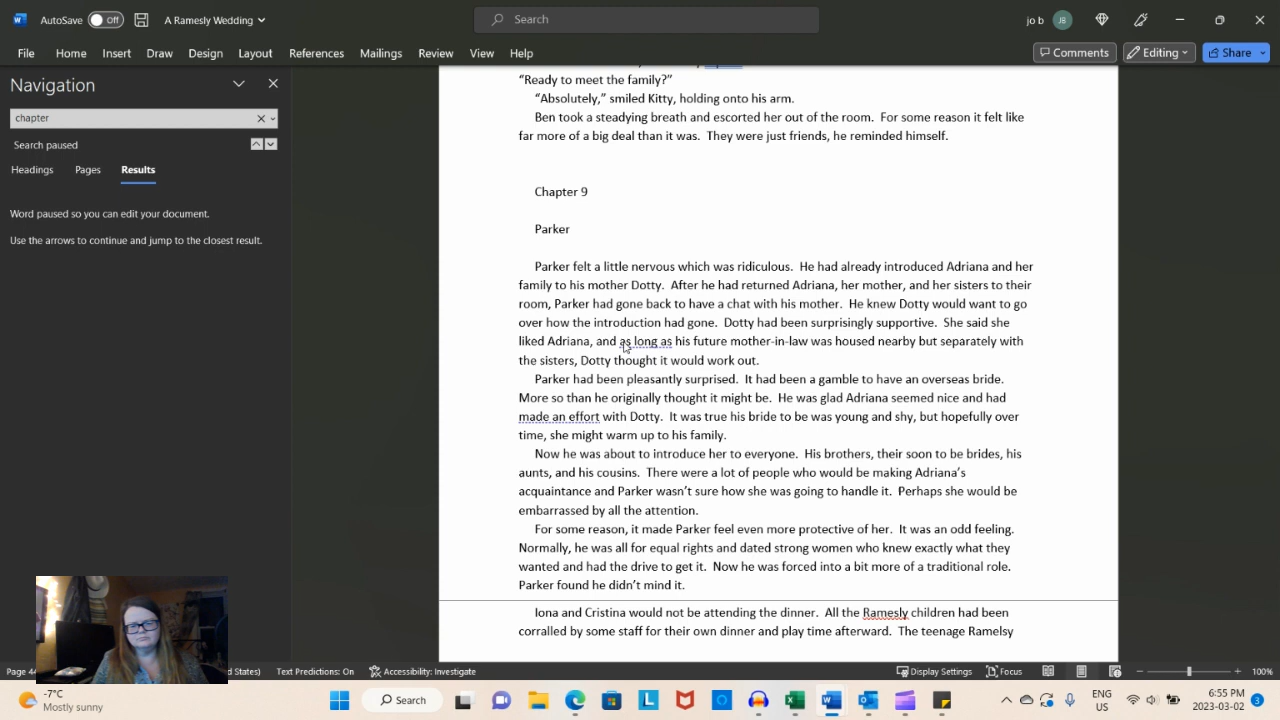 AutoSave Off A Ramesly Wedding Search jo b JB
File Home Insert Draw Design Layout References Mailings Review View Help Comments Editing Share
Navigation
chapter
Search paused
Headings Pages Results
Word paused so you can edit your document.
Use the arrows to continue and jump to the closest result.
“Ready to meet the family?”
“Absolutely,” smiled Kitty, holding onto his arm.
Ben took a steadying breath and escorted her out of the room. For some reason it felt like
far more of a big deal than it was. They were just friends, he reminded himself.
Chapter 9
Parker
Parker felt a little nervous which was ridiculous. He had already introduced Adriana and her
family to his mother Dotty. After he had returned Adriana, her mother, and her sisters to their
room, Parker had gone back to have a chat with his mother. He knew Dotty would want to go
over how the introduction had gone. Dotty had been surprisingly supportive. She said she
liked Adriana, and as long as his future mother-in-law was housed nearby but separately with
the sisters, Dotty thought it would work out.
Parker had been pleasantly surprised. It had been a gamble to have an overseas bride.
More so than he originally thought it might be. He was glad Adriana seemed nice and had
made an effort with Dotty. It was true his bride to be was young and shy, but hopefully over
time, she might warm up to his family.
Now he was about to introduce her to everyone. His brothers, their soon to be brides, his
aunts, and his cousins. There were a lot of people who would be making Adriana’s
acquaintance and Parker wasn’t sure how she was going to handle it. Perhaps she would be
embarrassed by all the attention.
For some reason, it made Parker feel even more protective of her. It was an odd feeling.
Normally, he was all for equal rights and dated strong women who knew exactly what they
wanted and had the drive to get it. Now he was forced into a bit more of a traditional role.
Parker found he didn’t mind it.
Iona and Cristina would not be attending the dinner. All the Ramesly children had been
corralled by some staff for their own dinner and play time afterward. The teenage Ramelsy
Page States) Text Predictions: On Accessibility: Investigate Display Settings Focus 100%
-7°C
Mostly sunny
Search
ENG
US
6:55 PM
2023-03-02
3